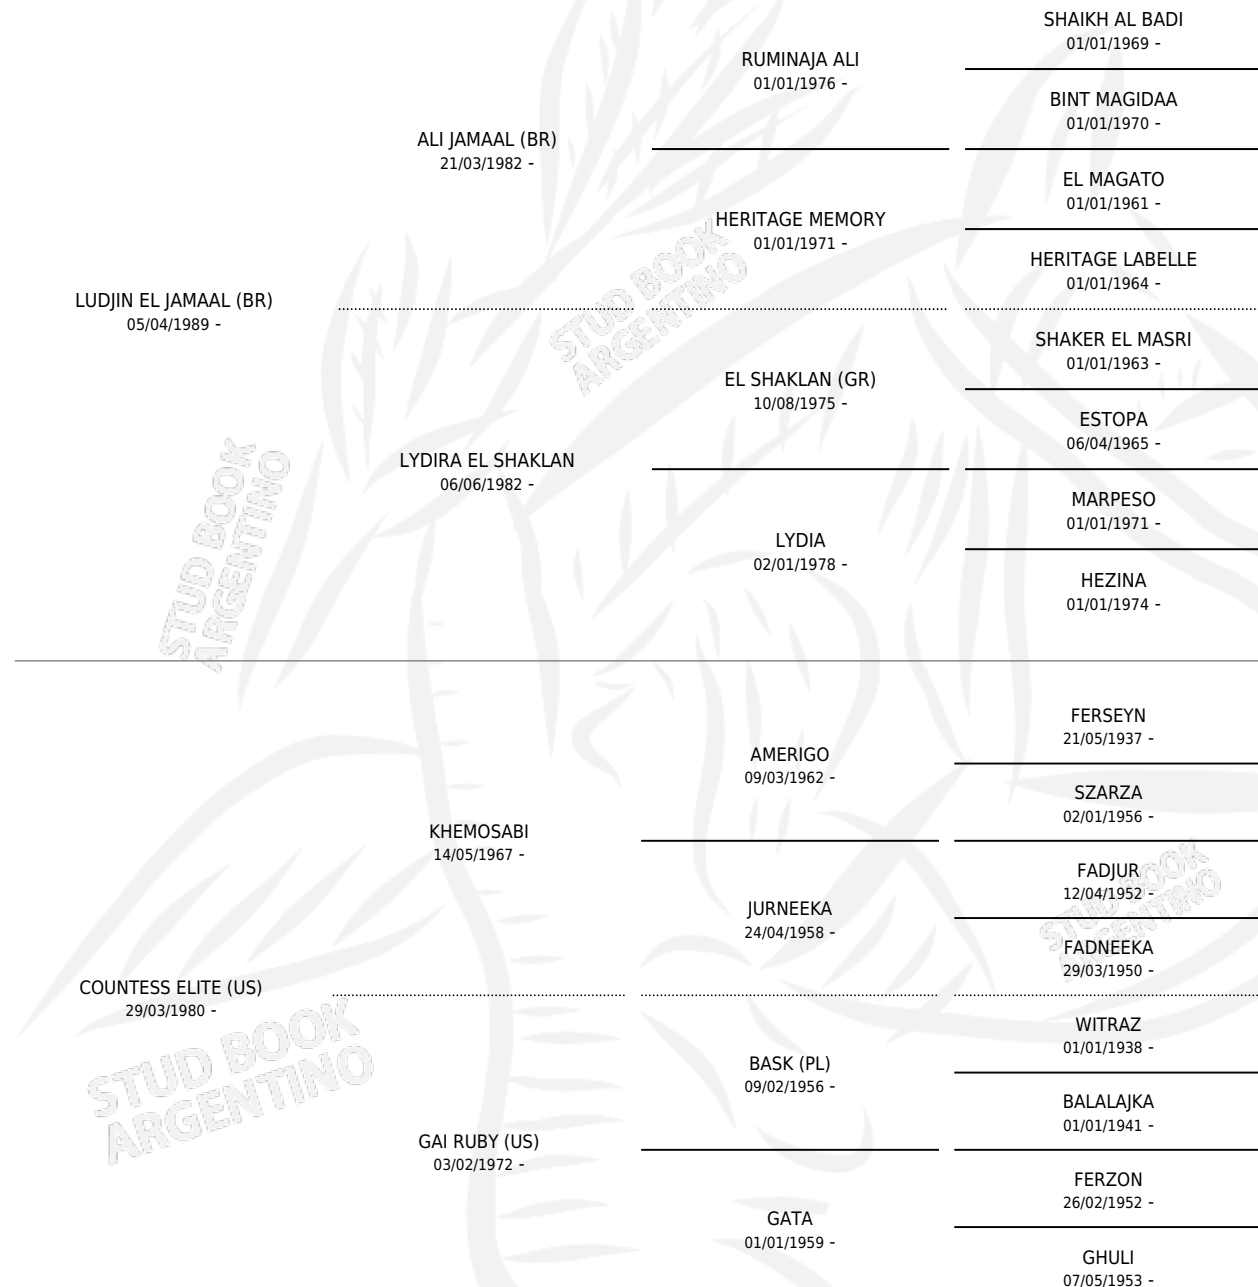 SHAIKH AL BADI
01/01/1969 -
RUMINAJA ALI
01/01/1976 -
BINT MAGIDAA
01/01/1970 -
ALI JAMAAL (BR)
21/03/1982 -
EL MAGATO
01/01/1961 -
HERITAGE MEMORY
01/01/1971 -
HERITAGE LABELLE
01/01/1964 -
LUDJIN EL JAMAAL (BR)
05/04/1989 -
STUD BOOK
ARGENTINO
SHAKER EL MASRI
01/01/1963 -
EL SHAKLAN (GR)
10/08/1975 -
ESTOPA
06/04/1965 -
LYDIRA EL SHAKLAN
06/06/1982 -
MARPESO
01/01/1971 -
LYDIA
02/01/1978 -
HEZINA
01/01/1974 -
STUD BOOK
ARGENTINO
FERSEYN
21/05/1937 -
AMERIGO
09/03/1962 -
SZARZA
02/01/1956 -
KHEMOSABI
14/05/1967 -
FADJUR
12/04/1952 -
JURNEEKA
24/04/1958 -
STUD BOOK
ARGENTINO
FADNEEKA
29/03/1950 -
COUNTESS ELITE (US)
29/03/1980 -
WITRAZ
01/01/1938 -
BASK (PL)
09/02/1956 -
STUD BOOK
ARGENTINO
BALALAJKA
01/01/1941 -
GAI RUBY (US)
03/02/1972 -
FERZON
26/02/1952 -
GATA
01/01/1959 -
GHULI
07/05/1953 -